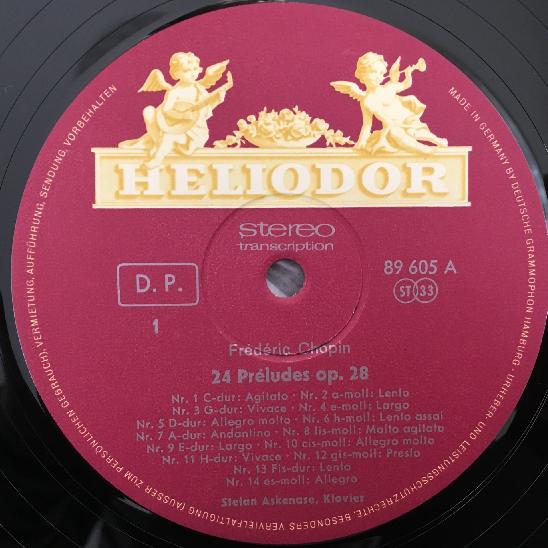 HELIODOR
stereo
transcription
D. P.
89 605 A
ST 33
1
Frédéric Chopin
24 Préludes op. 28
Nr. 1 C-dur: Agitato · Nr. 2 a-moll: Lento
Nr. 3 G-dur: Vivace · Nr. 4 e-moll: Largo
Nr. 5 D-dur: Allegro molto · Nr. 6 h-moll: Lento assai
Nr. 7 A-dur: Andantino · Nr. 8 fis-moll: Molto agitato
Nr. 9 E-dur: Largo · Nr. 10 cis-moll: Allegro molto
Nr. 11 H-dur: Vivace · Nr. 12 gis-moll: Presto
Nr. 13 Fis-dur: Lento
Nr. 14 es-moll: Allegro
Stefan Askenase, Klavier
MADE IN GERMANY BY DEUTSCHE GRAMMOPHON HAMBURG · URHEBER- UND LEISTUNGSSCHUTZRECHTE, BESONDERS VERVIELFÄLTIGUNG (AUSSER ZUM PERSÖNLICHEN GEBRAUCH), VERMIETUNG, AUFFÜHRUNG, SENDUNG, VORBEHALTEN